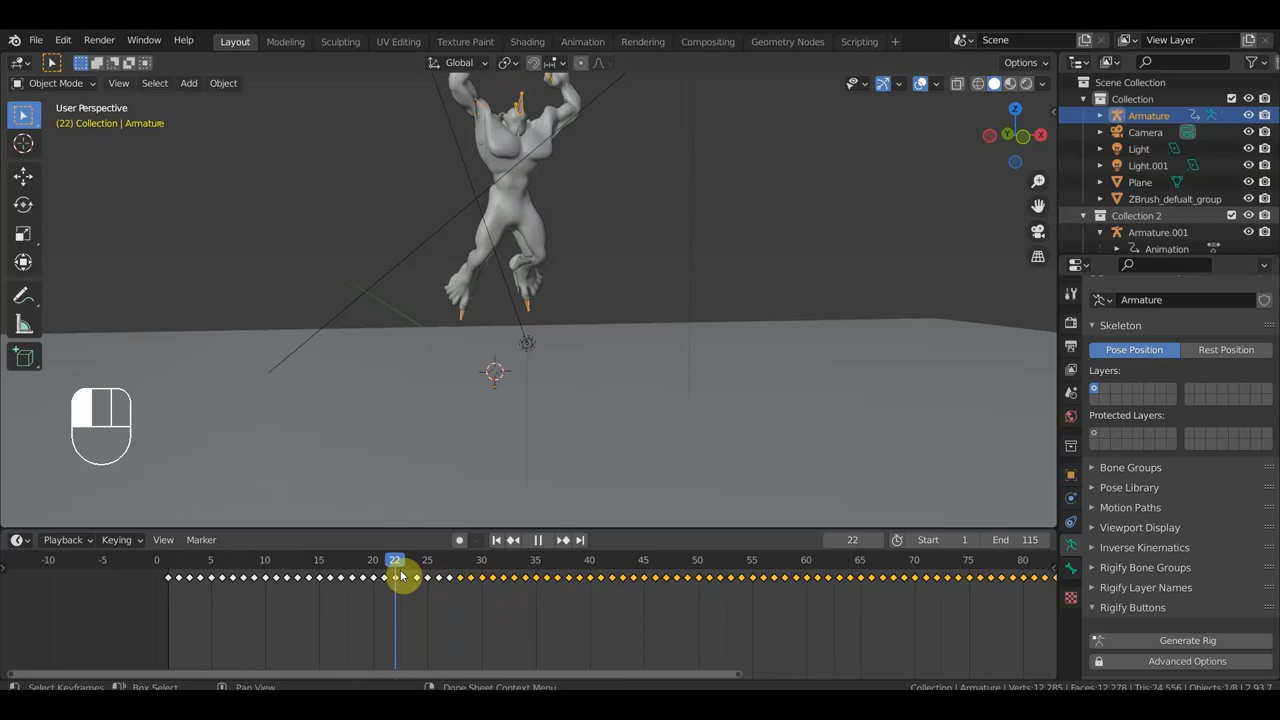 File Edit Render Window Help Layout Modeling Sculpting UV Editing Texture Paint Shading Animation Rendering Compositing Geometry Nodes Scripting + Scene View Layer
Global Options
Object Mode View Select Add Object
User Perspective
(22) Collection | Armature
Z
Y
X
Scene Collection
Collection
Armature
Camera
Light
Light.001
Plane
ZBrush_defualt_group
Collection 2
Armature.001
Animation
Armature
Skeleton
Pose Position Rest Position
Layers:
Protected Layers:
Bone Groups
Pose Library
Motion Paths
Viewport Display
Inverse Kinematics
Rigify Bone Groups
Rigify Layer Names
Rigify Buttons
Generate Rig
Advanced Options
Playback Keying View Marker 22 Start 1 End 115
-10 -5 0 5 10 15 20 22 25 30 35 40 45 50 55 60 65 70 75 80
Select Keyframes Box Select Pan View Dope Sheet Context Menu Collection | Armature | Verts:12,285 | Faces:12,278 | Tris:24,556 | Objects:1/8 | 2.93.7